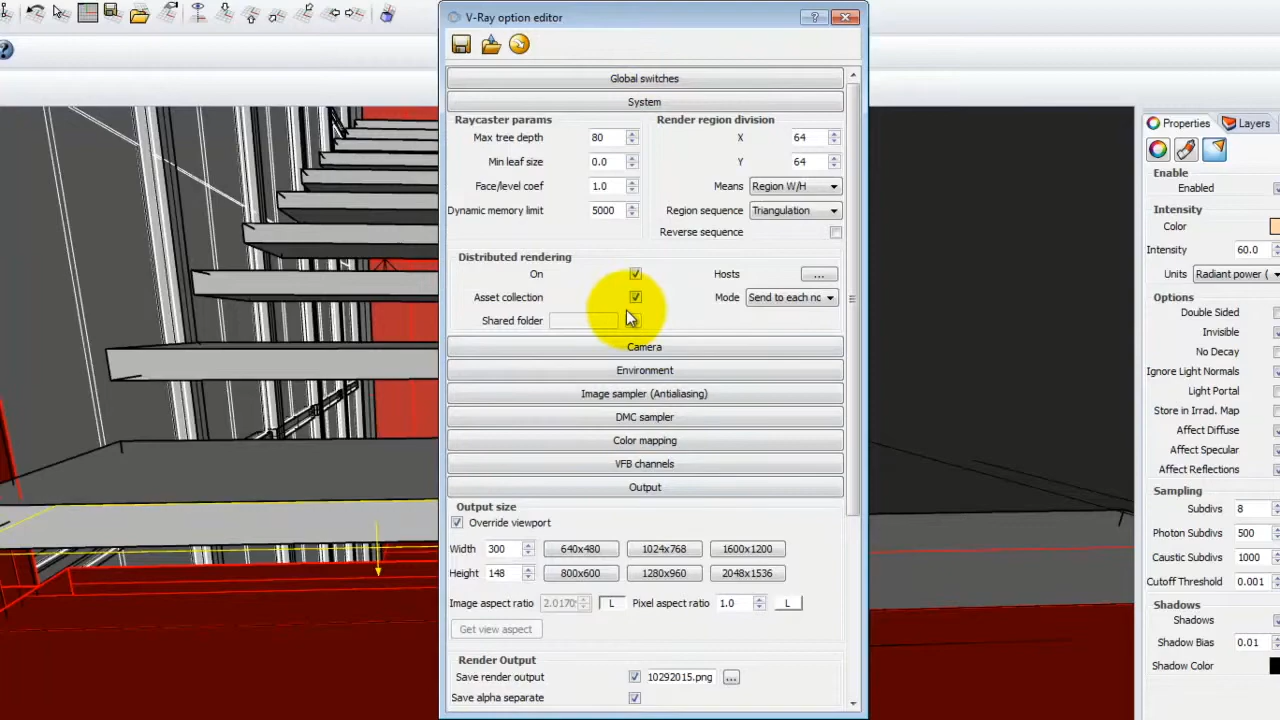 V-Ray option editor
?
Global switches
System
Raycaster params
Render region division
Max tree depth 80
X 64
Min leaf size 0.0
Y 64
Face/level coef 1.0
Means Region W/H
Dynamic memory limit 5000
Region sequence Triangulation
Reverse sequence
Distributed rendering
On
Hosts ...
Asset collection
Mode Send to each nc
Shared folder
Camera
Environment
Image sampler (Antialiasing)
DMC sampler
Color mapping
VFB channels
Output
Output size
Override viewport
Width 300 640x480 1024x768 1600x1200
Height 148 800x600 1280x960 2048x1536
Image aspect ratio 2.0170 L Pixel aspect ratio 1.0 L
Get view aspect
Render Output
Save render output 10292015.png ...
Save alpha separate
Properties Layers
Enable
Enabled
Intensity
Color
Intensity 60.0
Units Radiant power (
Options
Double Sided
Invisible
No Decay
Ignore Light Normals
Light Portal
Store in Irrad. Map
Affect Diffuse
Affect Specular
Affect Reflections
Sampling
Subdivs 8
Photon Subdivs 500
Caustic Subdivs 1000
Cutoff Threshold 0.001
Shadows
Shadows
Shadow Bias 0.01
Shadow Color